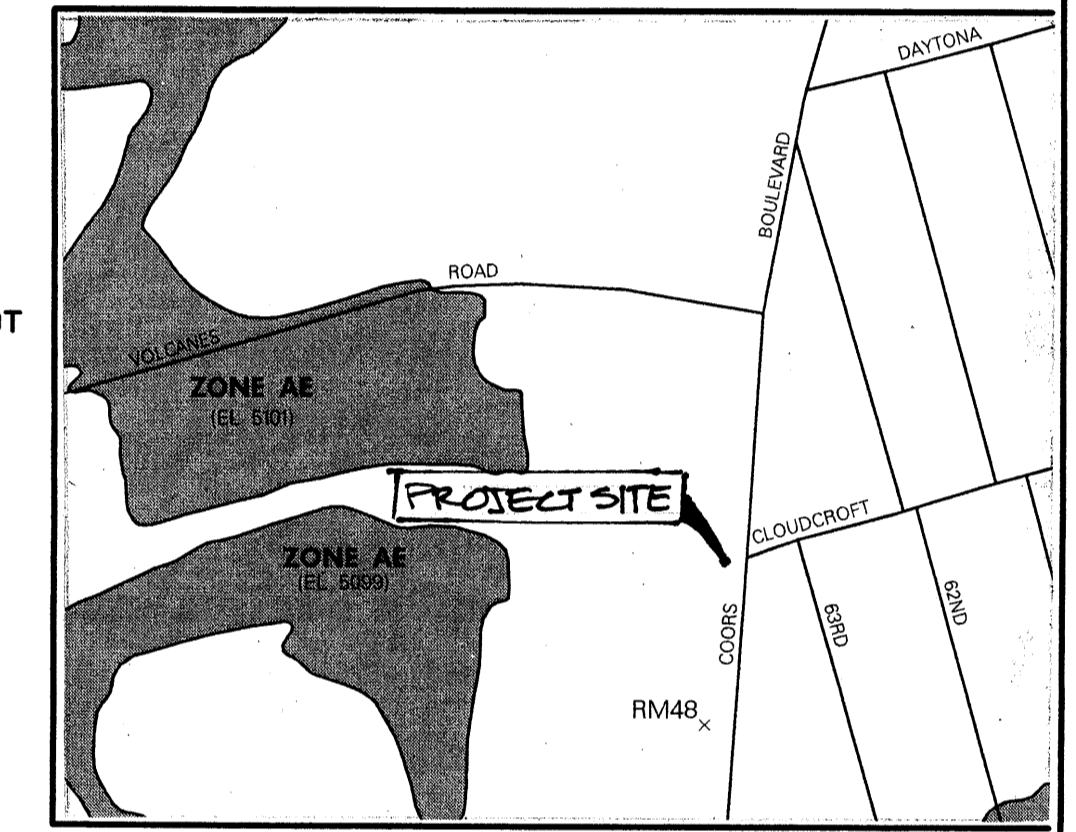 DAYTONA
BOULEVARD
ROAD
VOLCANES
ZONE AE
(EL 5101)
PROJECT SITE
CLOUDCROFT
ZONE AE
(EL 5099)
63RD
62ND
COORS
RM48